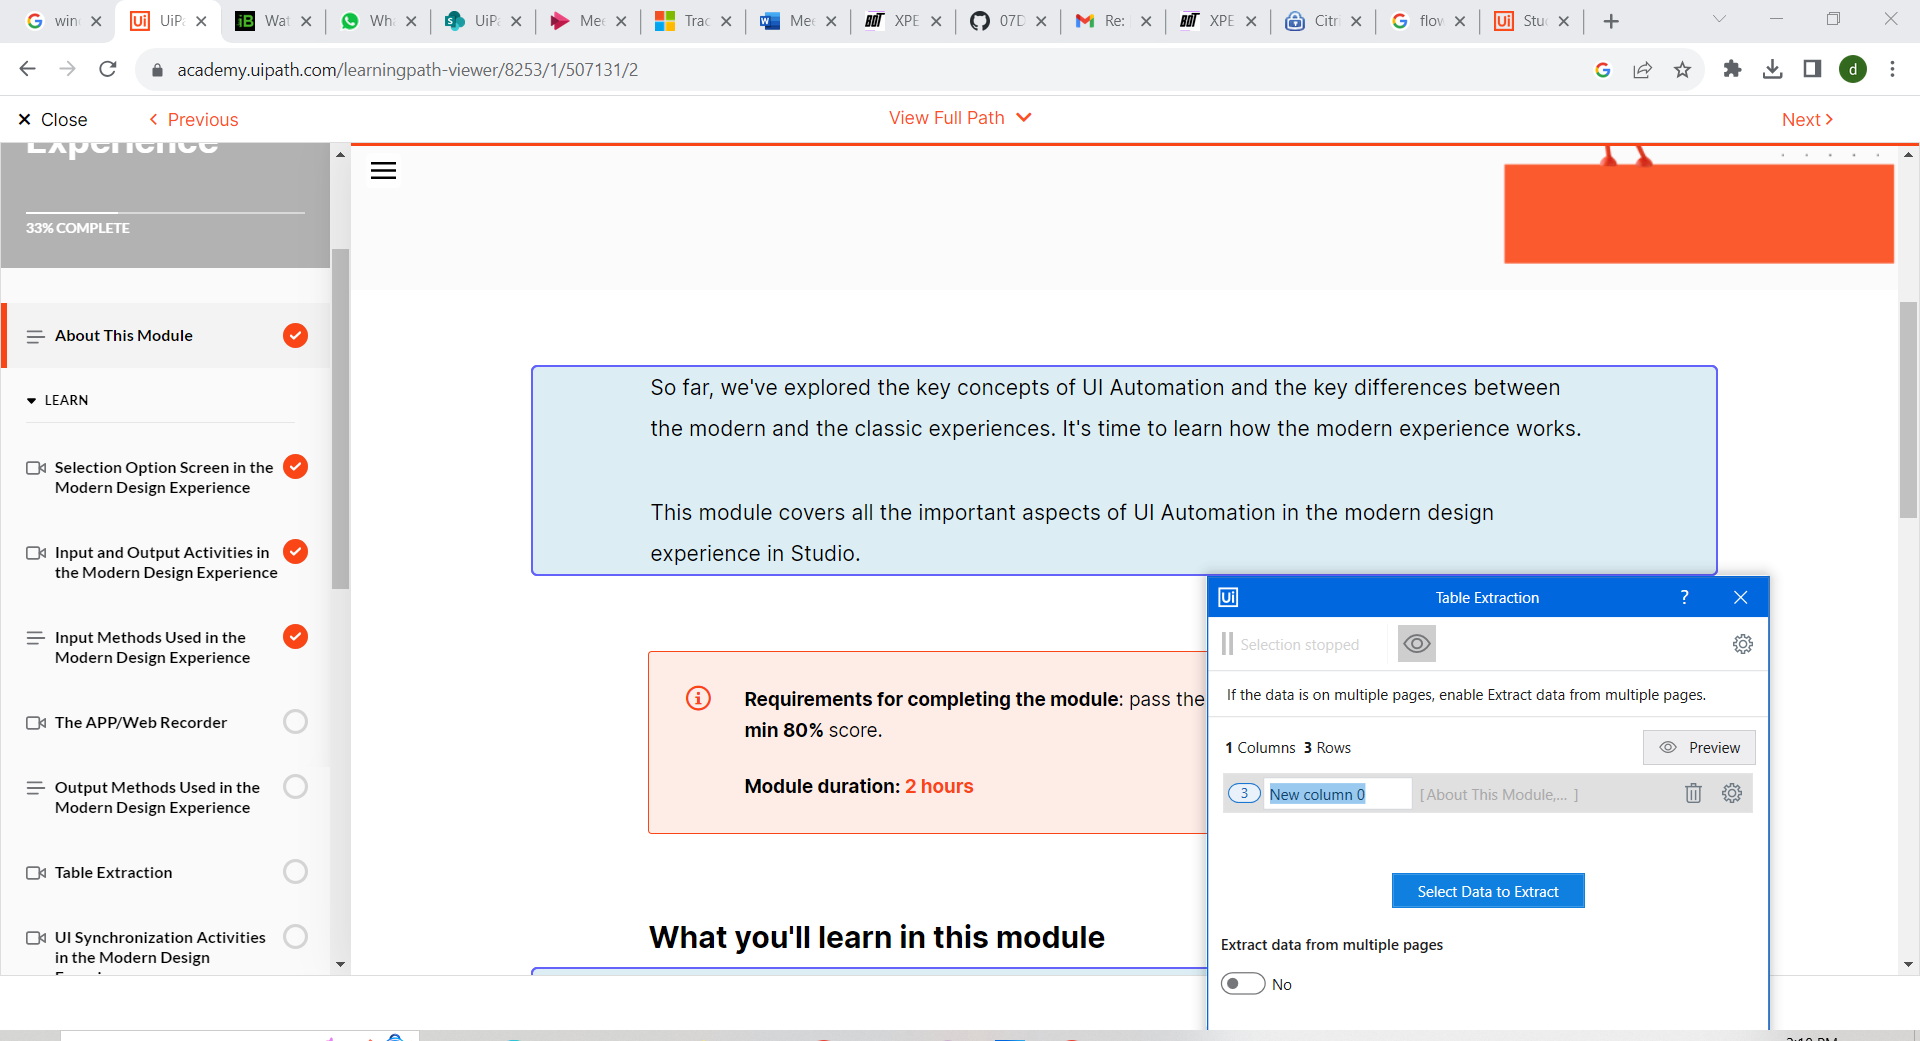 win
UiPa
Wat
Wha
UiPa
Mee
Trac
Mee
XPE
07D
Re:
XPE
Citri
flow
Stud
academy.uipath.com/learningpath-viewer/8253/1/507131/2
d
Close
Previous
View Full Path
Next
Experience
33% COMPLETE
About This Module
LEARN
Selection Option Screen in the
Modern Design Experience
Input and Output Activities in
the Modern Design Experience
Input Methods Used in the
Modern Design Experience
The APP/Web Recorder
Output Methods Used in the
Modern Design Experience
Table Extraction
UI Synchronization Activities
in the Modern Design
So far, we've explored the key concepts of UI Automation and the key differences between
the modern and the classic experiences. It's time to learn how the modern experience works.
This module covers all the important aspects of UI Automation in the modern design
experience in Studio.
Requirements for completing the module: pass the
min 80% score.
Module duration: 2 hours
What you'll learn in this module
Ui
Table Extraction
?
Selection stopped
If the data is on multiple pages, enable Extract data from multiple pages.
1 Columns 3 Rows
Preview
3
New column 0
[ About This Module,... ]
Select Data to Extract
Extract data from multiple pages
No